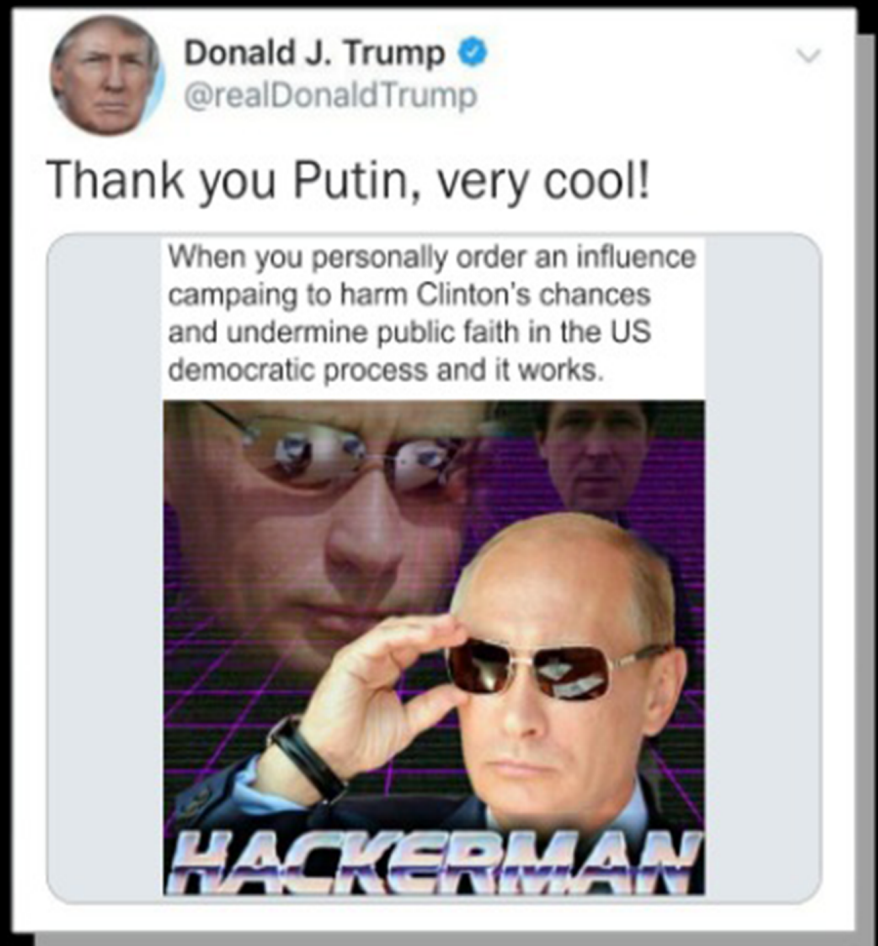 Donald J. Trump
@realDonaldTrump
Thank you Putin, very cool!
When you personally order an influence
campaing to harm Clinton's chances
and undermine public faith in the US
democratic process and it works.
HACKERMAN